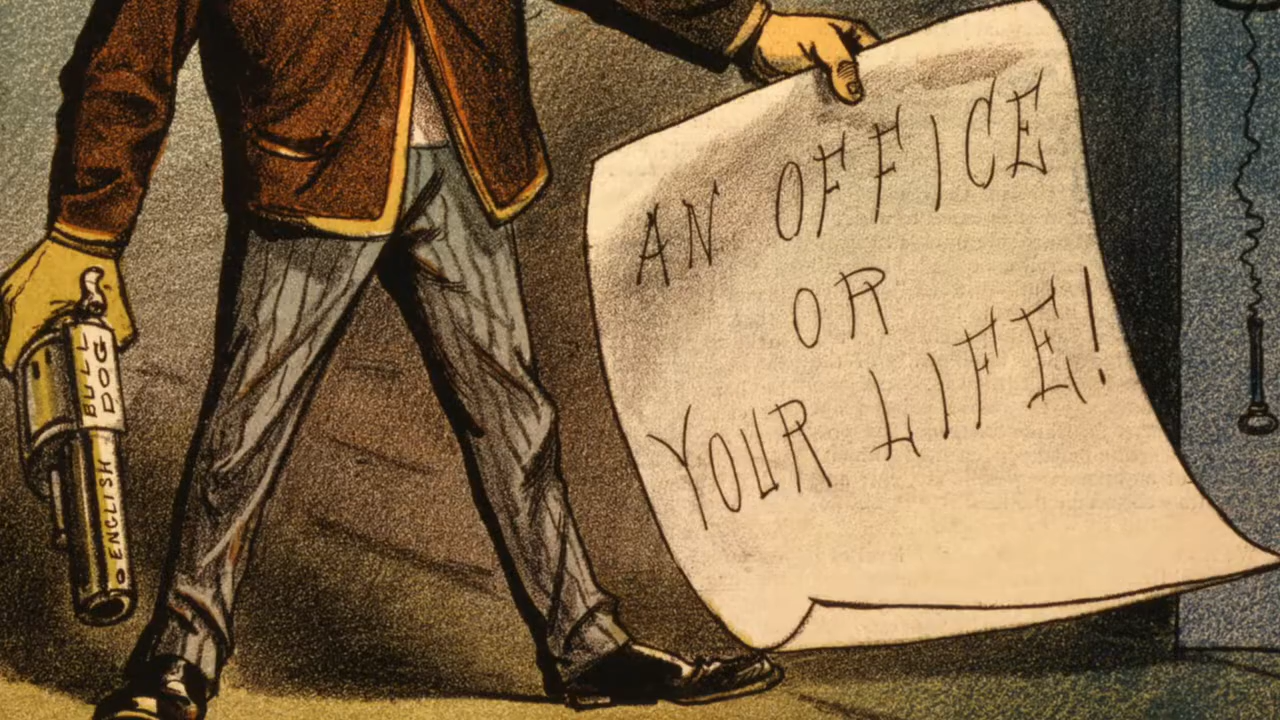 AN OFFICE
OR
YOUR LIFE!
ENGLISH
BULL
DOG